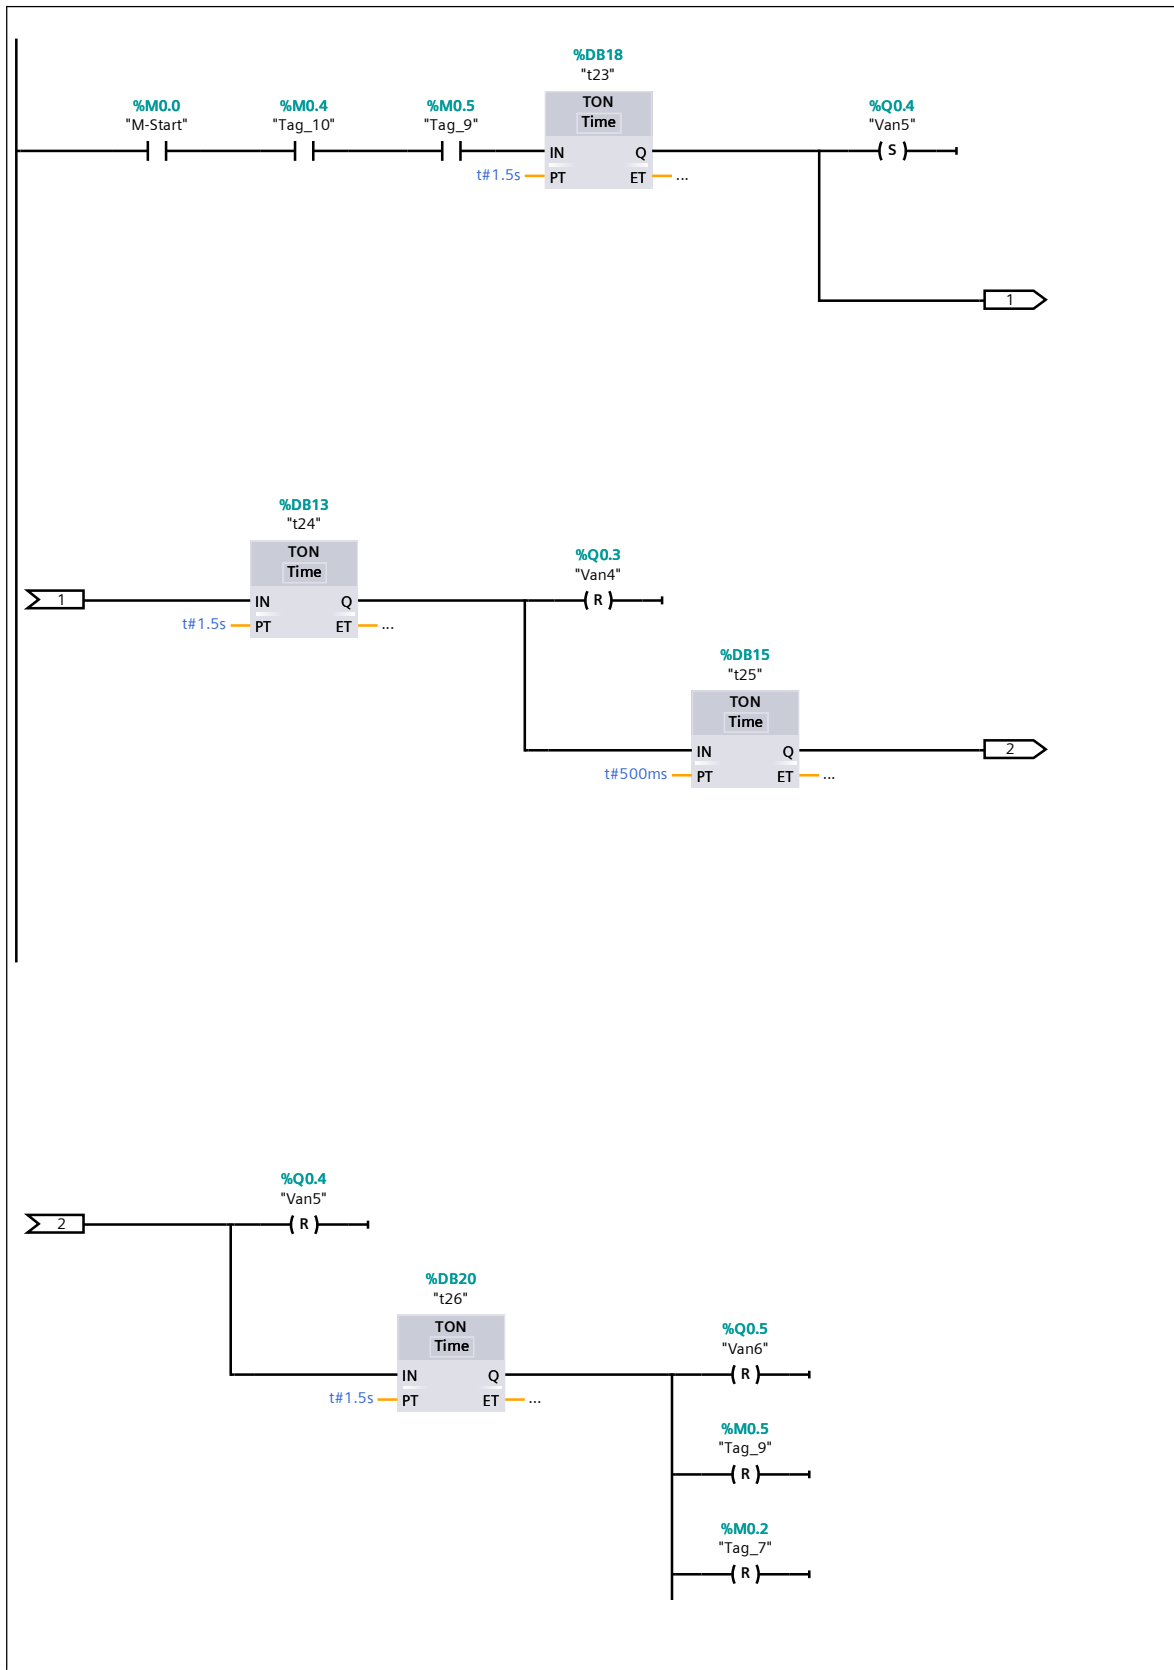 %DB18
"t23"
%M0.0 %M0.4 %M0.5 TON %Q0.4
"M-Start" "Tag_10" "Tag_9" Time "Van5"
IN Q S
t#1.5s PT ET ...
1
%DB13
"t24"
TON %Q0.3
Time "Van4"
1 IN Q R
t#1.5s PT ET ...
%DB15
"t25"
TON
Time
IN Q 2
t#500ms PT ET ...
%Q0.4
"Van5"
2 R
%DB20
"t26"
TON %Q0.5
Time "Van6"
IN Q R
t#1.5s PT ET ...
%M0.5
"Tag_9"
R
%M0.2
"Tag_7"
R